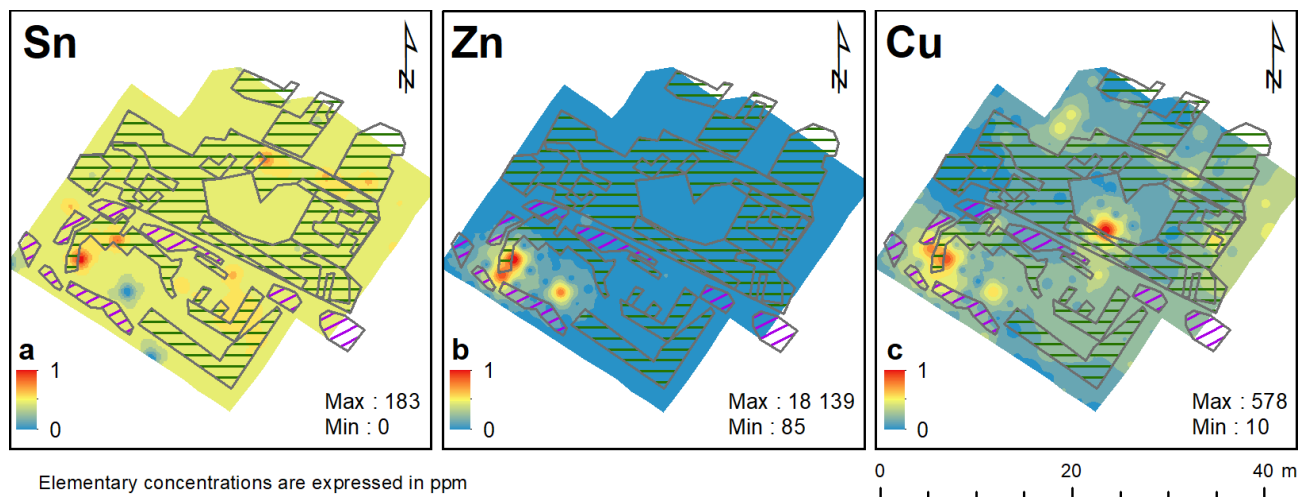 Sn
N
a
1
0
Max : 183
Min : 0
Zn
N
b
1
0
Max : 18 139
Min : 85
Cu
N
c
1
0
Max : 578
Min : 10
Elementary concentrations are expressed in ppm
0 20 40 m